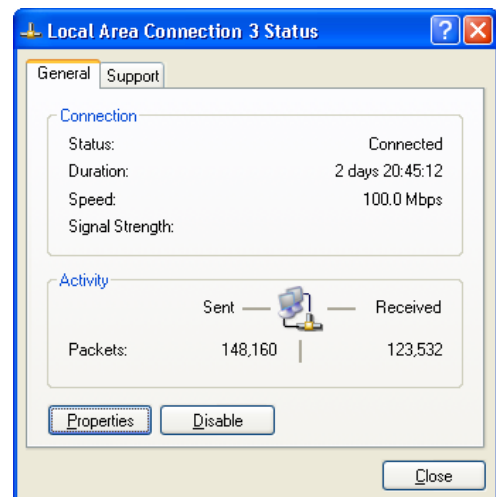 Local Area Connection 3 Status
General Support
Connection
Status: Connected
Duration: 2 days 20:45:12
Speed: 100.0 Mbps
Signal Strength:
Activity
Sent Received
Packets: 148,160 123,532
Properties Disable
Close